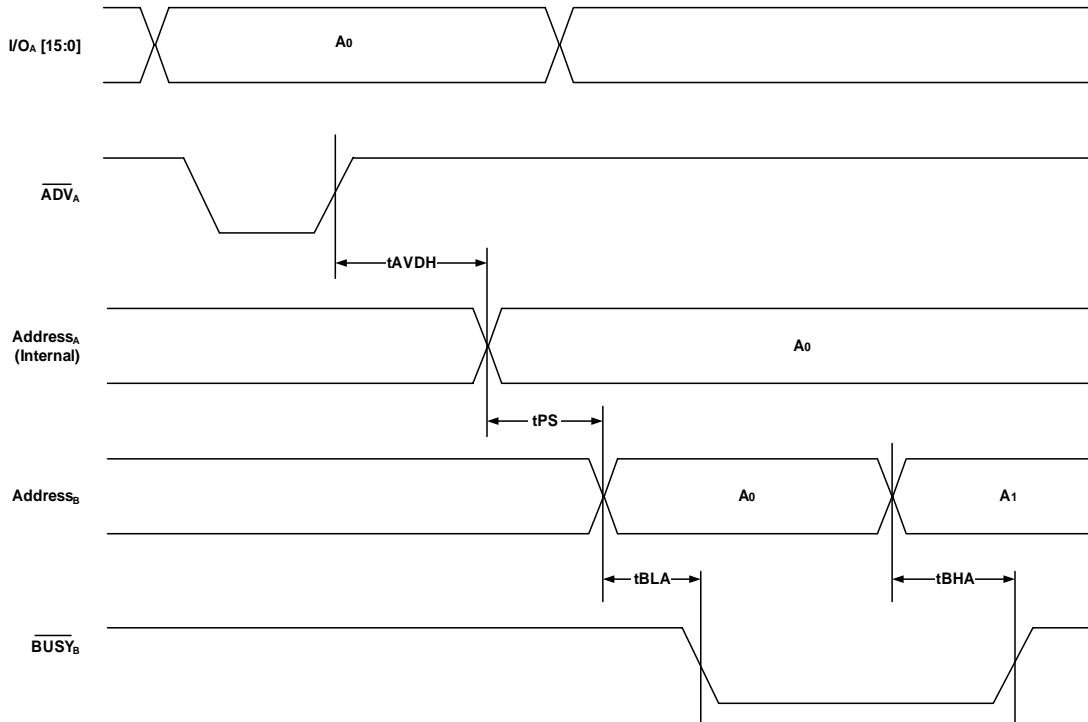 I/OA [15:0]
A0
ADVA
tAVDH
AddressA
(Internal)
A0
tPS
AddressB
A0
A1
tBLA
tBHA
BUSYB